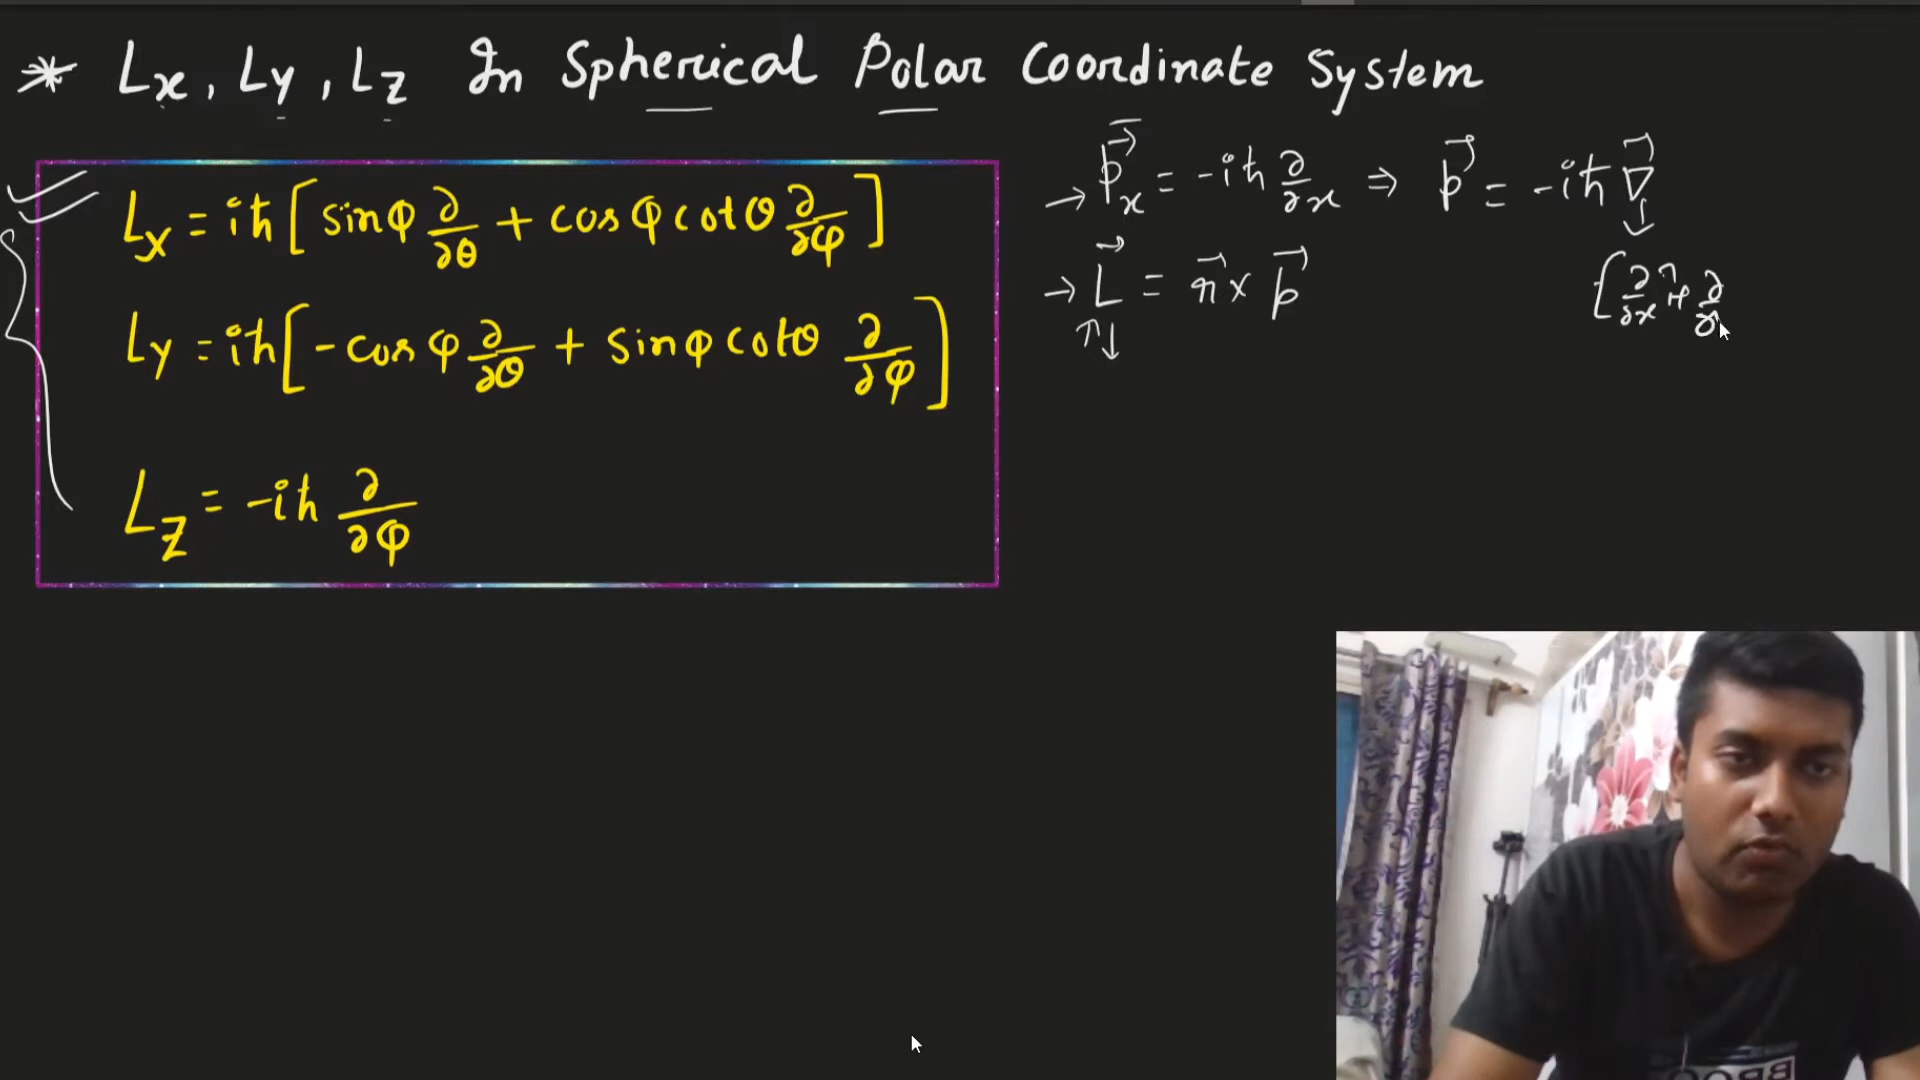 * Lx, Ly, Lz In Spherical Polar Coordinate System
Lx = iħ [ sinφ ∂/∂θ + cosφ cotθ ∂/∂φ ]
Ly = iħ [ -cosφ ∂/∂θ + sinφ cotθ ∂/∂φ ]
Lz = -iħ ∂/∂φ
→ p⃗x = -iħ ∂/∂x ⇒ p⃗ = -iħ ∇⃗
→ L⃗ = r⃗ × p⃗
[ ∂/∂x î + ∂/∂